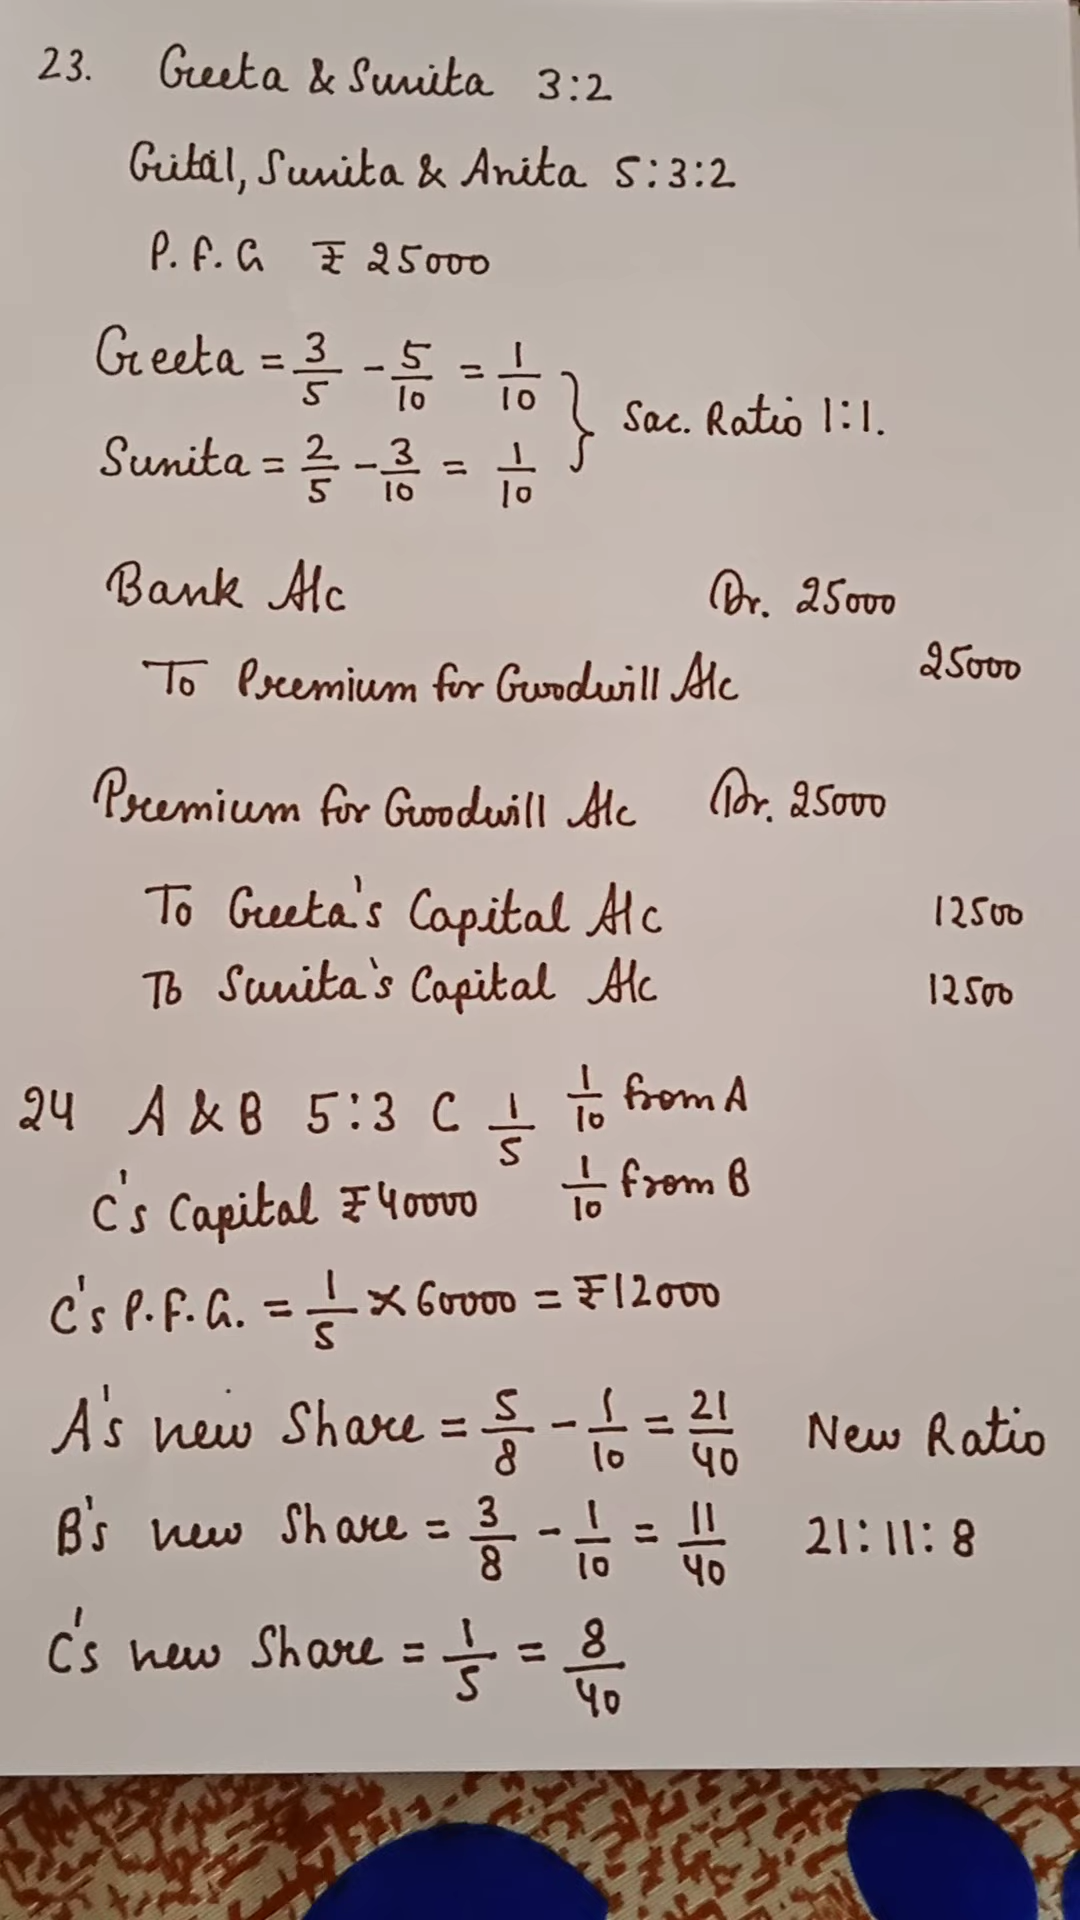 23. Geeta & Sunita 3:2
Gita, Sunita & Anita 5:3:2
P.F.G ₹ 25000
Geeta = 3/5 - 5/10 = 1/10 } Sac. Ratio 1:1.
Sunita = 2/5 - 3/10 = 1/10
Bank A/c Dr. 25000
To Premium for Goodwill A/c 25000
Premium for Goodwill A/c Dr. 25000
To Geeta's Capital A/c 12500
To Sunita's Capital A/c 12500
24 A & B 5:3 C 1/5 1/10 from A
C's Capital ₹40000 1/10 from B
C's P.F.G. = 1/5 × 60000 = ₹12000
A's new Share = 5/8 - 1/10 = 21/40 New Ratio
B's new Share = 3/8 - 1/10 = 11/40 21:11:8
C's new Share = 1/5 = 8/40